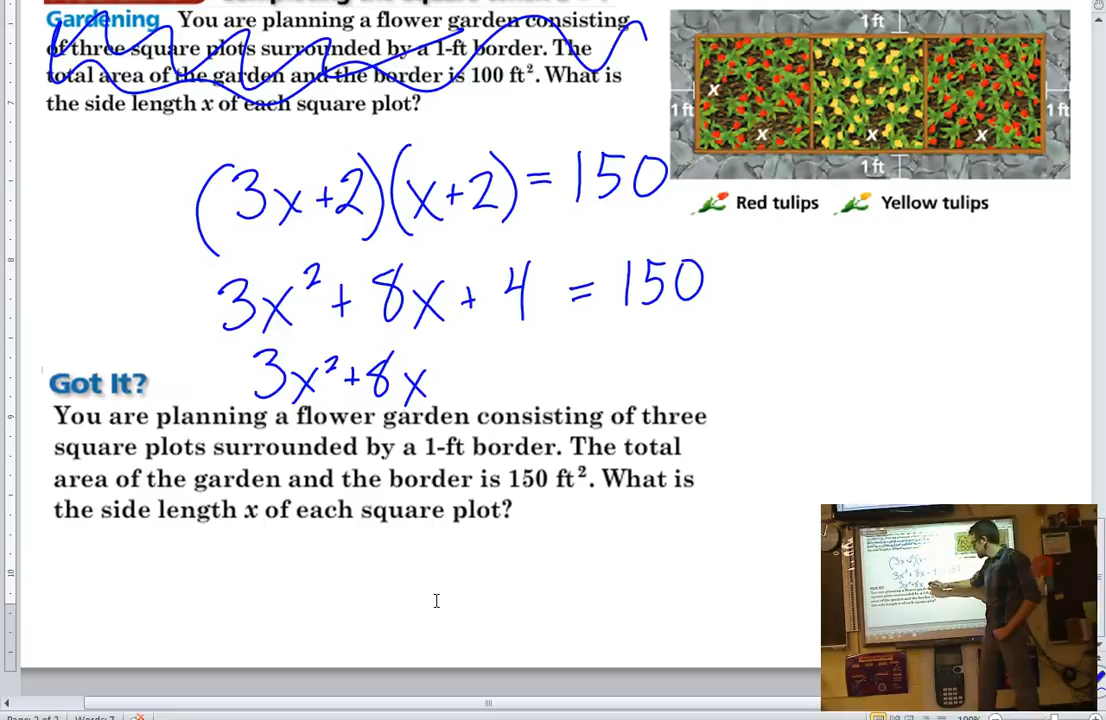 Gardening You are planning a flower garden consisting
of three square plots surrounded by a 1-ft border. The
total area of the garden and the border is 100 ft². What is
the side length x of each square plot?
1 ft
x
1 ft
1 ft
x x x
1 ft
Red tulips Yellow tulips
(3x+2)(x+2) = 150
3x² + 8x + 4 = 150
3x² + 8x
Got It?
You are planning a flower garden consisting of three
square plots surrounded by a 1-ft border. The total
area of the garden and the border is 150 ft². What is
the side length x of each square plot?
7
8
9
10